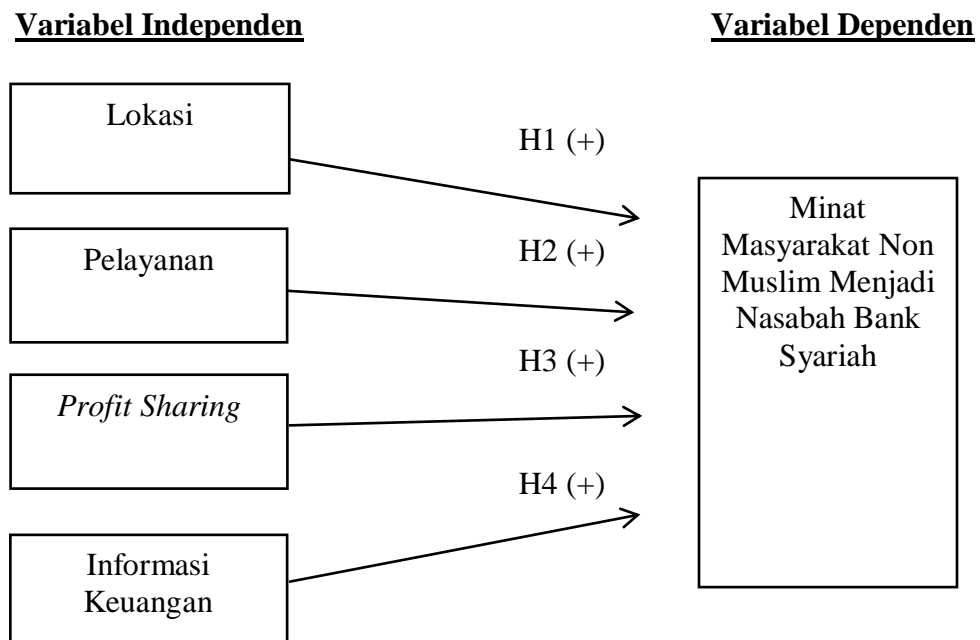 Variabel Independen
Variabel Dependen
Lokasi
H1 (+)
Pelayanan
H2 (+)
Profit Sharing
H3 (+)
Informasi
Keuangan
H4 (+)
Minat
Masyarakat Non
Muslim Menjadi
Nasabah Bank
Syariah